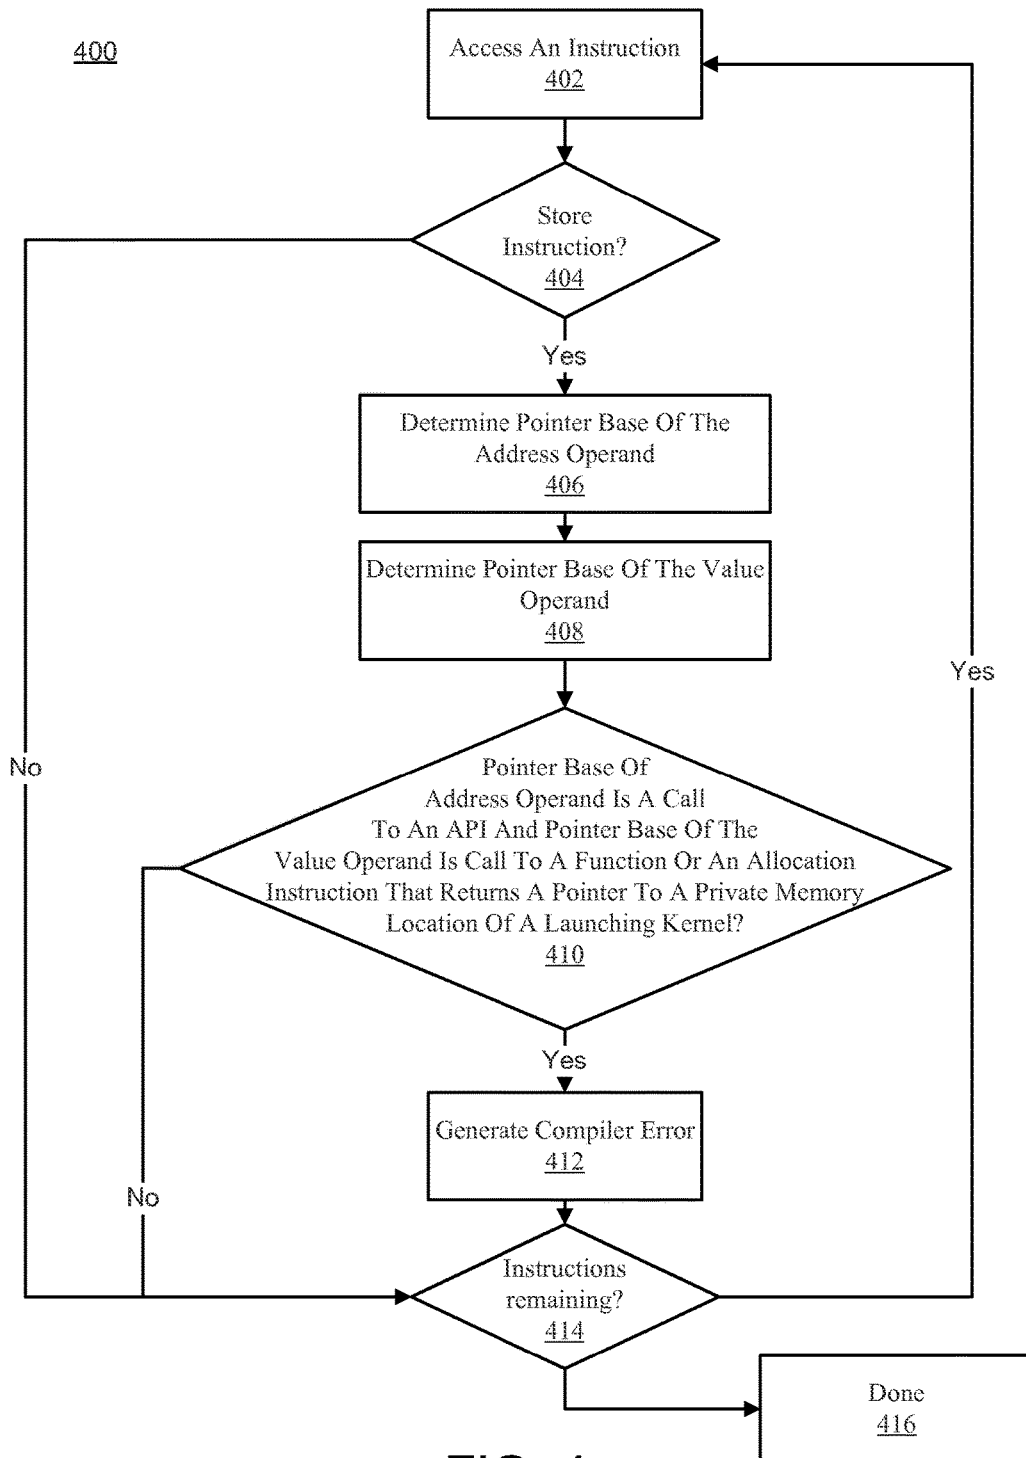 400
Access An Instruction
402
Store
Instruction?
404
Yes
Determine Pointer Base Of The
Address Operand
406
Determine Pointer Base Of The Value
Operand
408
Yes
No
Pointer Base Of
Address Operand Is A Call
To An API And Pointer Base Of The
Value Operand Is Call To A Function Or An Allocation
Instruction That Returns A Pointer To A Private Memory
Location Of A Launching Kernel?
410
Yes
Generate Compiler Error
412
No
Instructions
remaining?
414
Done
416